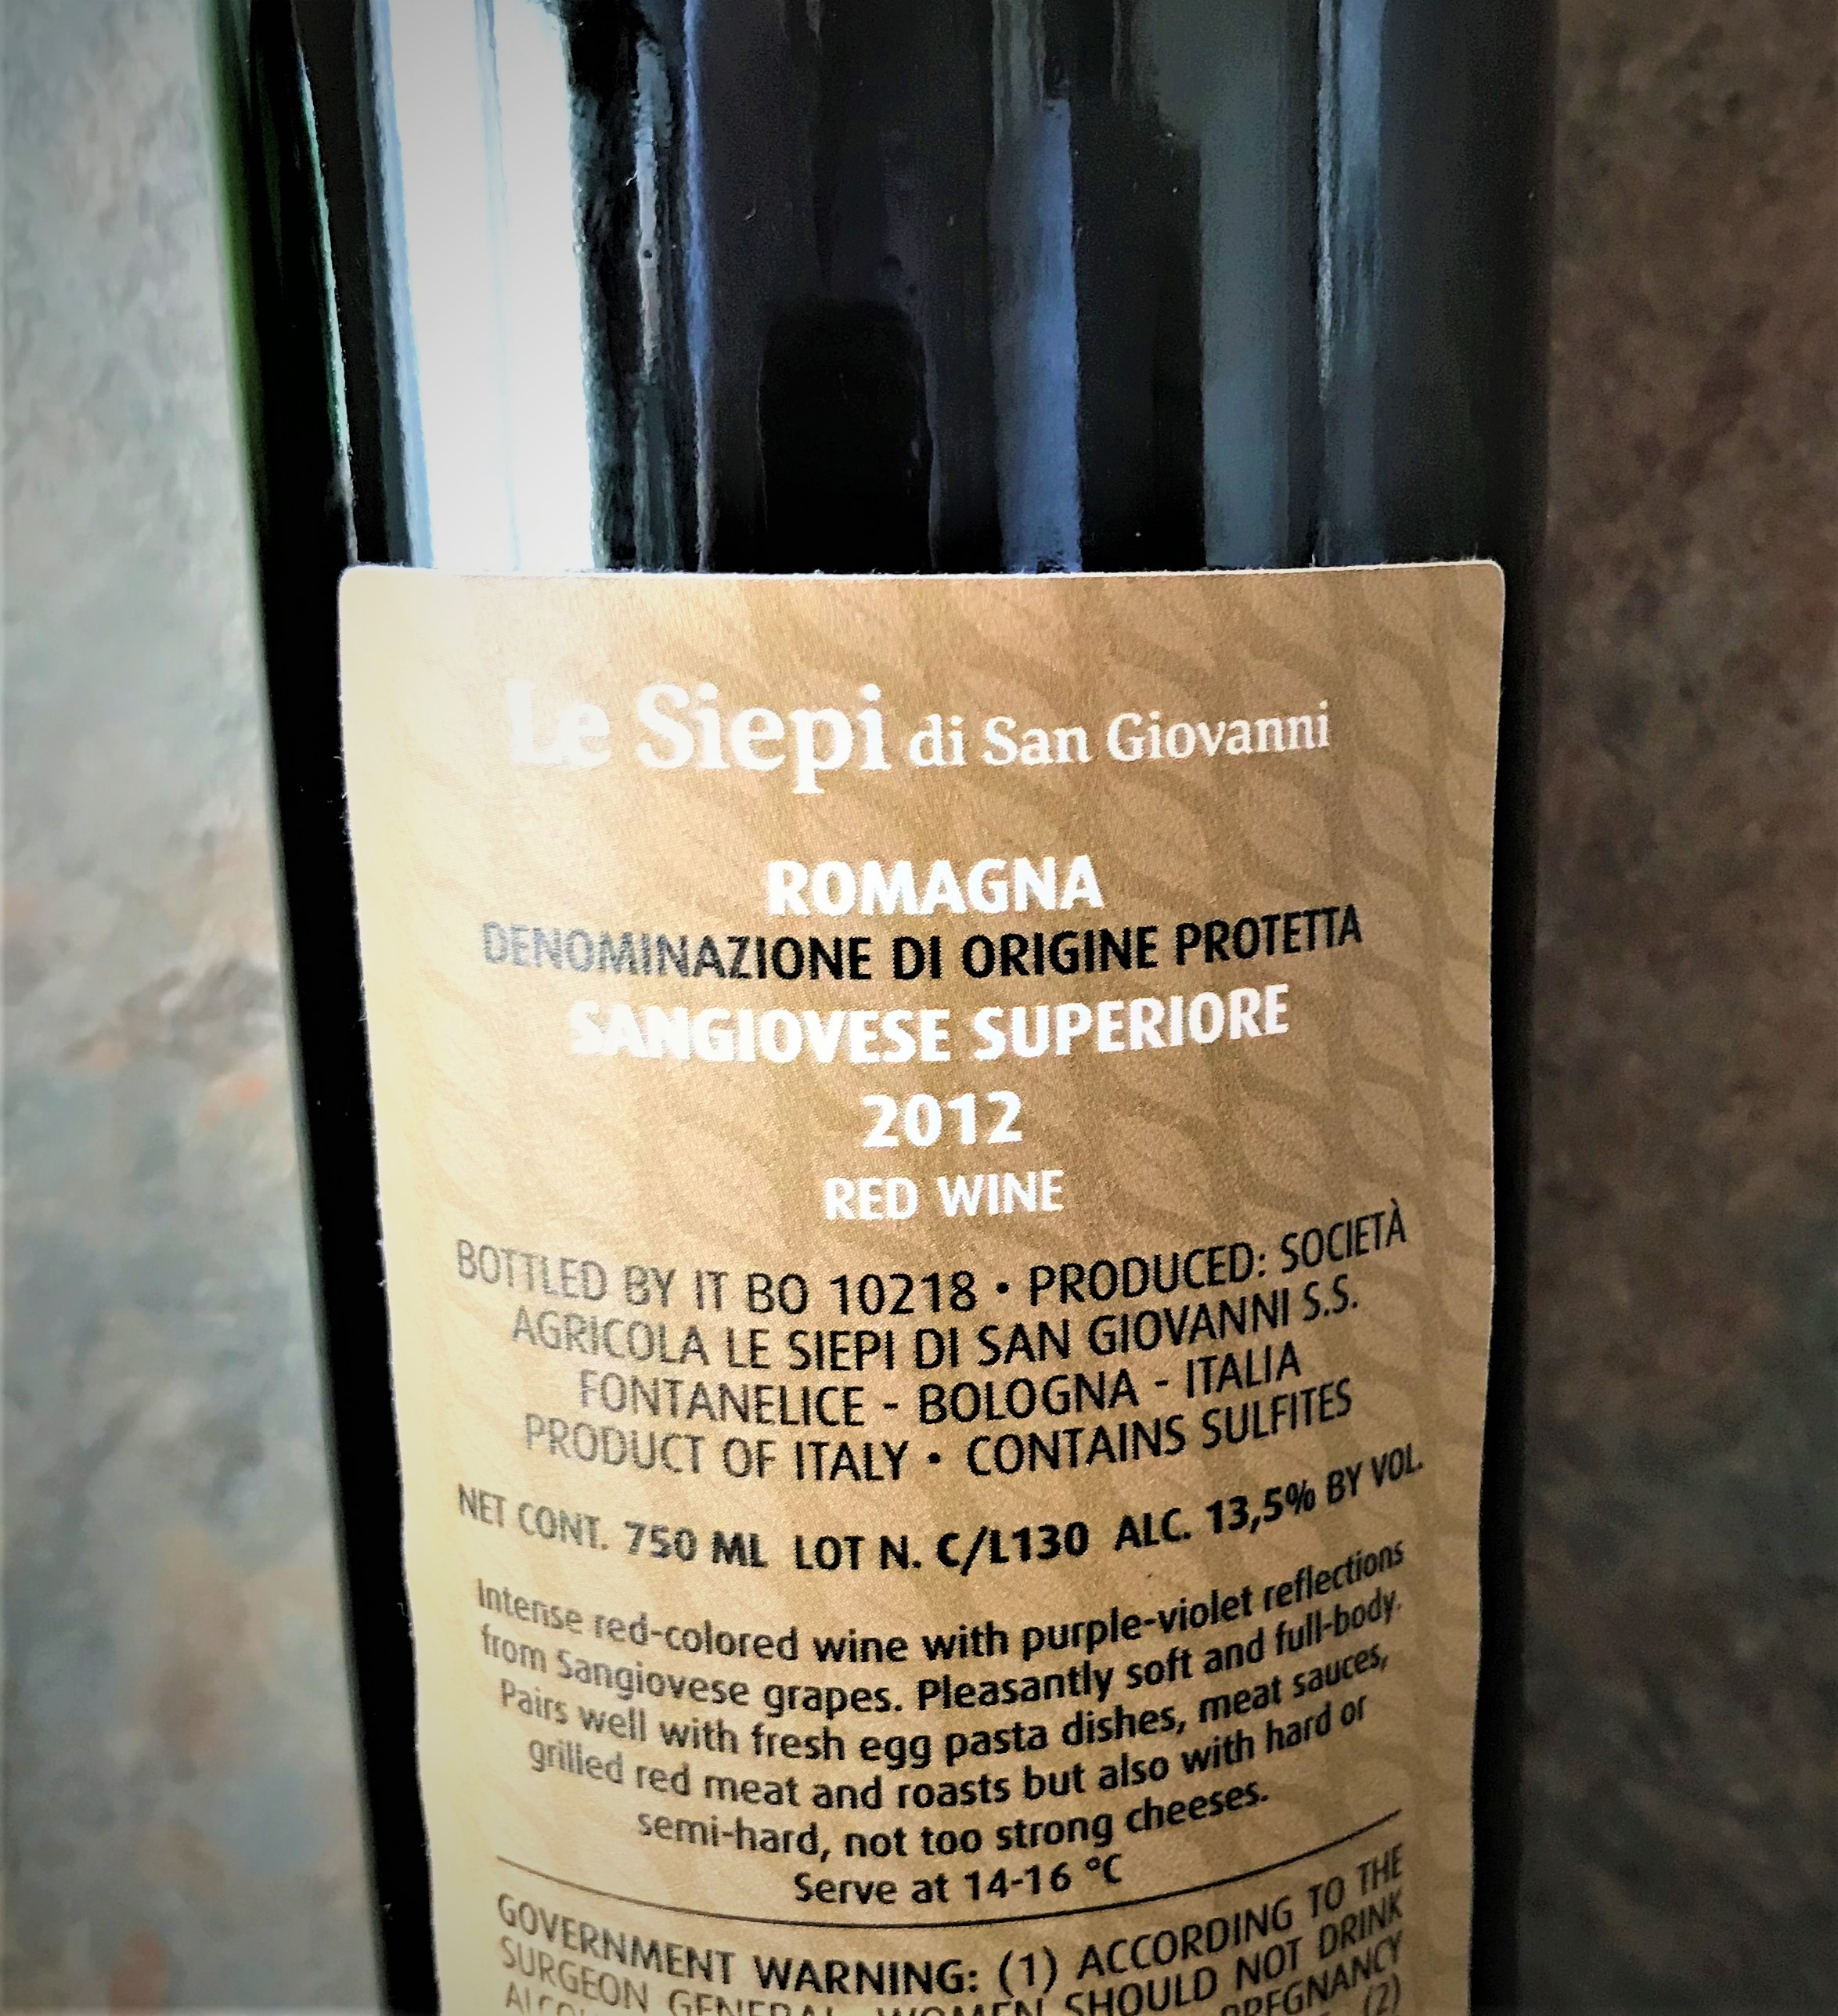 Le Siepi di San Giovanni
ROMAGNA
DENOMINAZIONE DI ORIGINE PROTETTA
SANGIOVESE SUPERIORE
2012
RED WINE
BOTTLED BY IT BO 10218 • PRODUCED: SOCIETÀ
AGRICOLA LE SIEPI DI SAN GIOVANNI S.S.
FONTANELICE - BOLOGNA - ITALIA
PRODUCT OF ITALY • CONTAINS SULFITES
NET CONT. 750 ML LOT N. C/L130 ALC. 13,5% BY VOL.
Intense red-colored wine with purple-violet reflections
from Sangiovese grapes. Pleasantly soft and full-body.
Pairs well with fresh egg pasta dishes, meat sauces,
grilled red meat and roasts but also with hard or
semi-hard, not too strong cheeses.
Serve at 14-16 °C
GOVERNMENT WARNING: (1) ACCORDING TO THE
SURGEON GENERAL, WOMEN SHOULD NOT DRINK
PREGNANCY
(2)